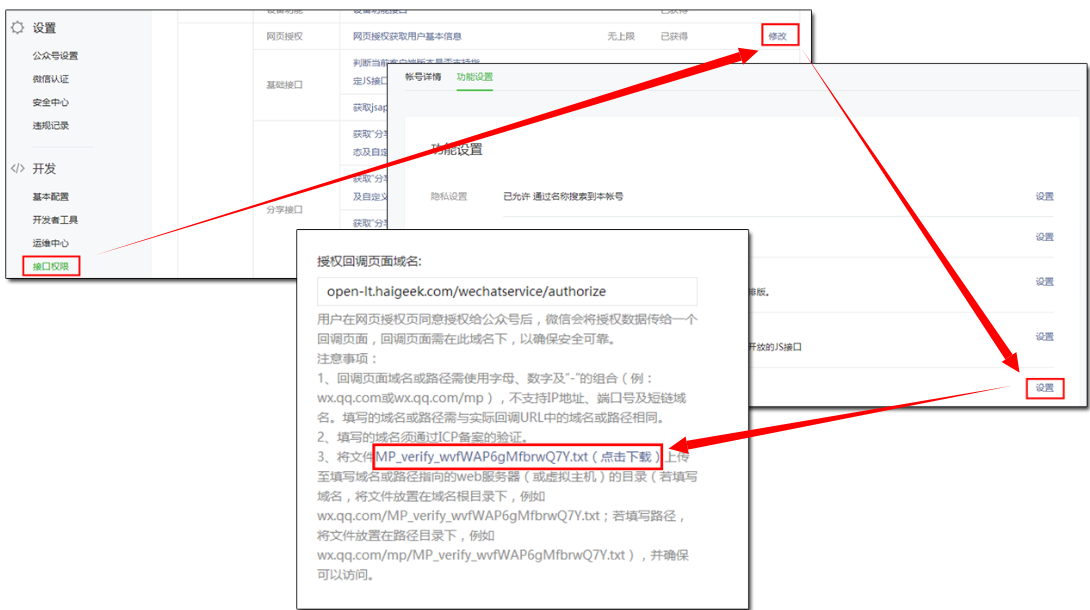 设置
公众号设置
微信认证
安全中心
违规记录
开发
基本配置
开发者工具
运维中心
接口权限
设备功能 设备功能接口 已获得
网页授权 网页授权获取用户基本信息 无上限 已获得 修改
基础接口
判断当前客户端版本是否支持指
定JS接口
获取jsap
分享接口
获取“分享
态及自定
获取“分享
及自定义
获取“分享
帐号详情 功能设置
功能设置
隐私设置 已允许 通过名称搜索到本帐号 设置
设置
排版。 设置
开放的JS接口 设置
设置
授权回调页面域名:
open-lt.haigeek.com/wechatservice/authorize
用户在网页授权页同意授权给公众号后，微信会将授权数据传给一个
回调页面，回调页面需在此域名下，以确保安全可靠。
注意事项：
1、回调页面域名或路径需使用字母、数字及“-”的组合（例：
wx.qq.com或wx.qq.com/mp），不支持IP地址、端口号及短链域
名。填写的域名或路径需与实际回调URL中的域名或路径相同。
2、填写的域名须通过ICP备案的验证。
3、将文件MP_verify_wvfWAP6gMfbrwQ7Y.txt（点击下载）上传
至填写域名或路径指向的web服务器（或虚拟主机）的目录（若填写
域名，将文件放置在域名根目录下，例如
wx.qq.com/MP_verify_wvfWAP6gMfbrwQ7Y.txt；若填写路径，
将文件放置在路径目录下，例如
wx.qq.com/mp/MP_verify_wvfWAP6gMfbrwQ7Y.txt），并确保
可以访问。